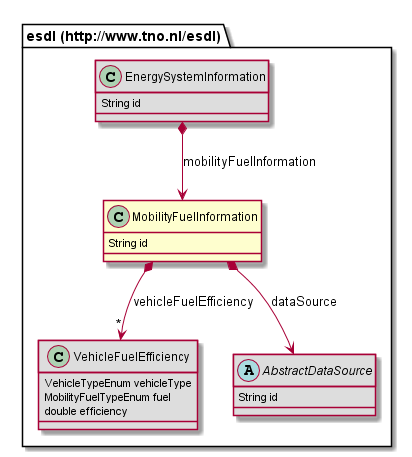 esdl (http://www.tno.nl/esdl)
C EnergySystemInformation
String id
mobilityFuelInformation
C MobilityFuelInformation
String id
vehicleFuelEfficiency
dataSource
*
C VehicleFuelEfficiency
VehicleTypeEnum vehicleType
MobilityFuelTypeEnum fuel
double efficiency
A AbstractDataSource
String id